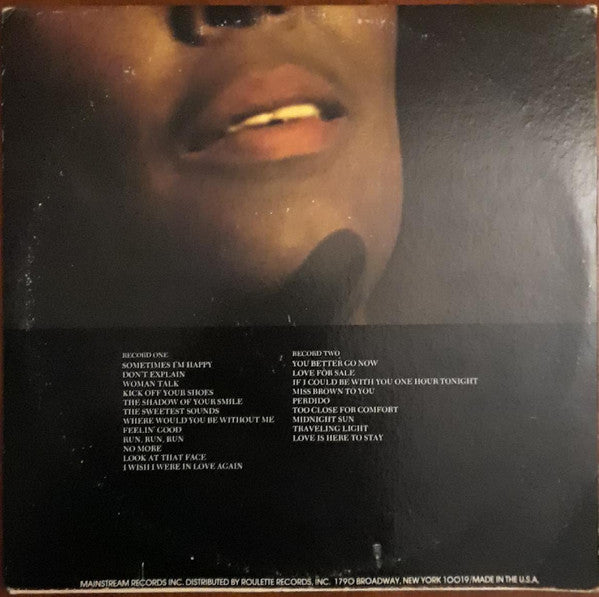 RECORD ONE
SOMETIMES I'M HAPPY
DON'T EXPLAIN
WOMAN TALK
KICK OFF YOUR SHOES
THE SHADOW OF YOUR SMILE
THE SWEETEST SOUNDS
WHERE WOULD YOU BE WITHOUT ME
FEELIN' GOOD
RUN, RUN, RUN
NO MORE
LOOK AT THAT FACE
I WISH I WERE IN LOVE AGAIN
RECORD TWO
YOU BETTER GO NOW
LOVE FOR SALE
IF I COULD BE WITH YOU ONE HOUR TONIGHT
MISS BROWN TO YOU
PERDIDO
TOO CLOSE FOR COMFORT
MIDNIGHT SUN
TRAVELING LIGHT
LOVE IS HERE TO STAY
MAINSTREAM RECORDS INC. DISTRIBUTED BY ROULETTE RECORDS, INC. 1790 BROADWAY, NEW YORK 10019/MADE IN THE U.S.A.